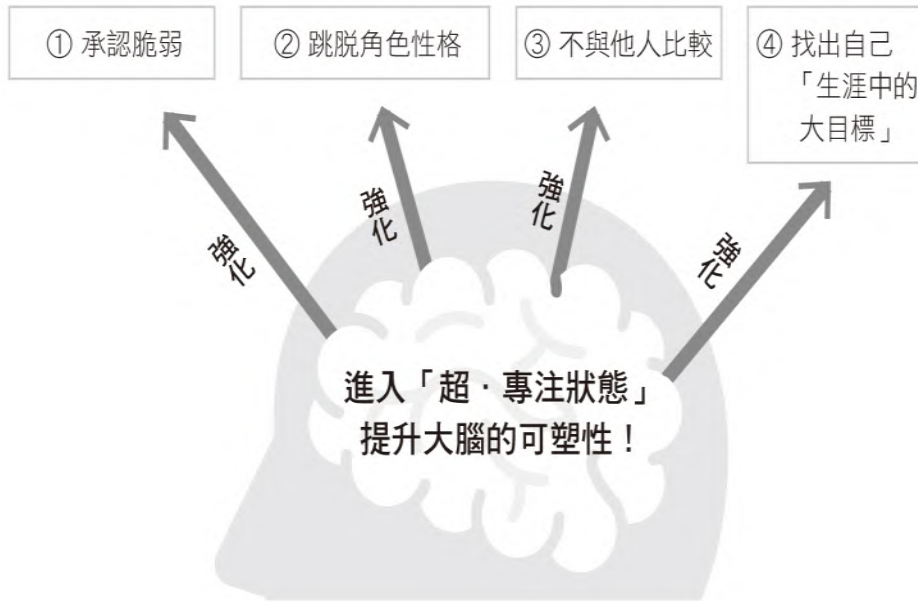 ① 承認脆弱
② 跳脱角色性格
③ 不與他人比較
④ 找出自己
「生涯中的
大目標」
強化
強化
強化
強化
進入「超・專注狀態」
提升大腦的可塑性！